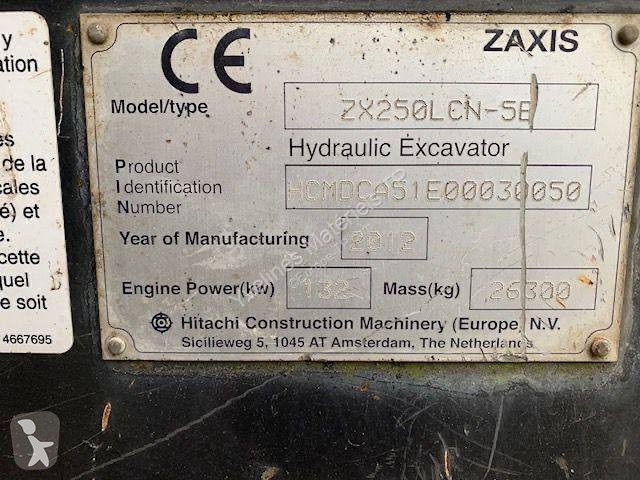 y
ation
es
de la
cales
é) et
e.
cette
quel
e soit
4667695
CE ZAXIS
Model/type ZX250LCN-5B
Hydraulic Excavator
Product
Identification HCMDCA51E00030050
Number
Year of Manufacturing 2012
Engine Power(kw) 132 Mass(kg) 26300
Hitachi Construction Machinery (Europe) N.V.
Sicilieweg 5, 1045 AT Amsterdam, The Netherlands